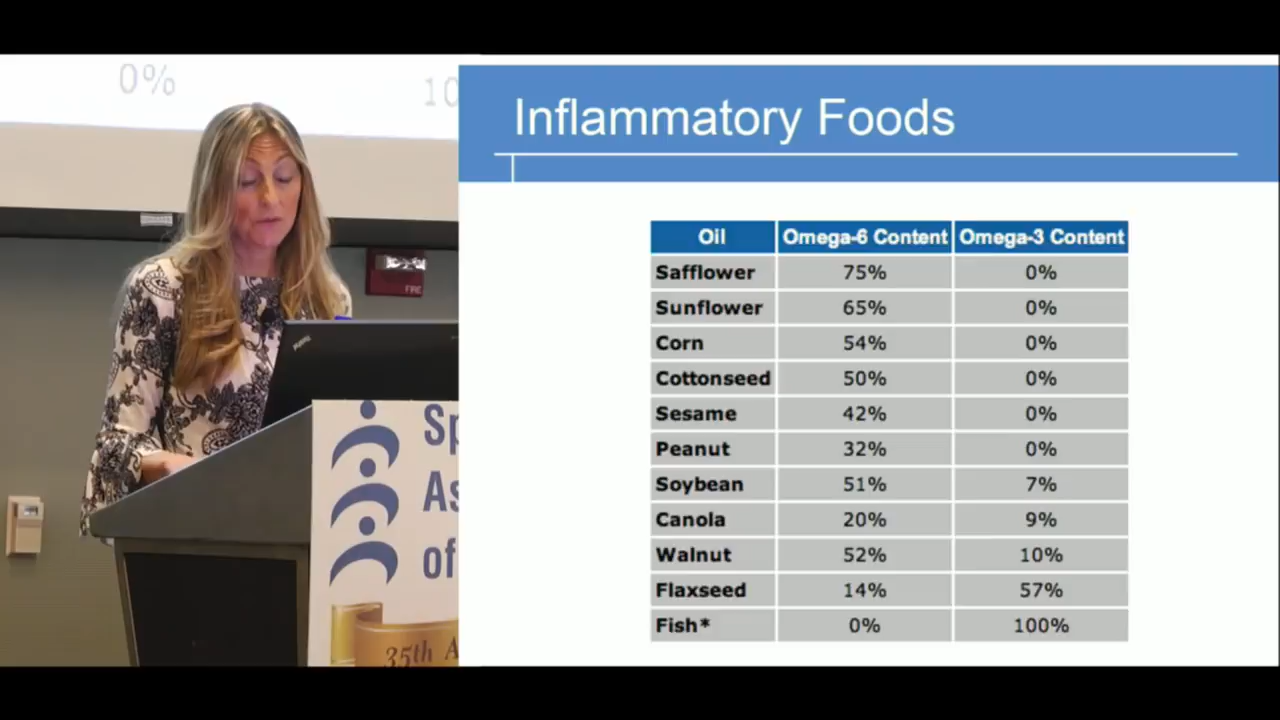 0%
10
Inflammatory Foods
FIRE
Oil Omega-6 Content Omega-3 Content
Safflower 75% 0%
Sunflower 65% 0%
Corn 54% 0%
Cottonseed 50% 0%
Sesame 42% 0%
Peanut 32% 0%
Soybean 51% 7%
Canola 20% 9%
Walnut 52% 10%
Flaxseed 14% 57%
Fish* 0% 100%
Sp
As
of
35th A